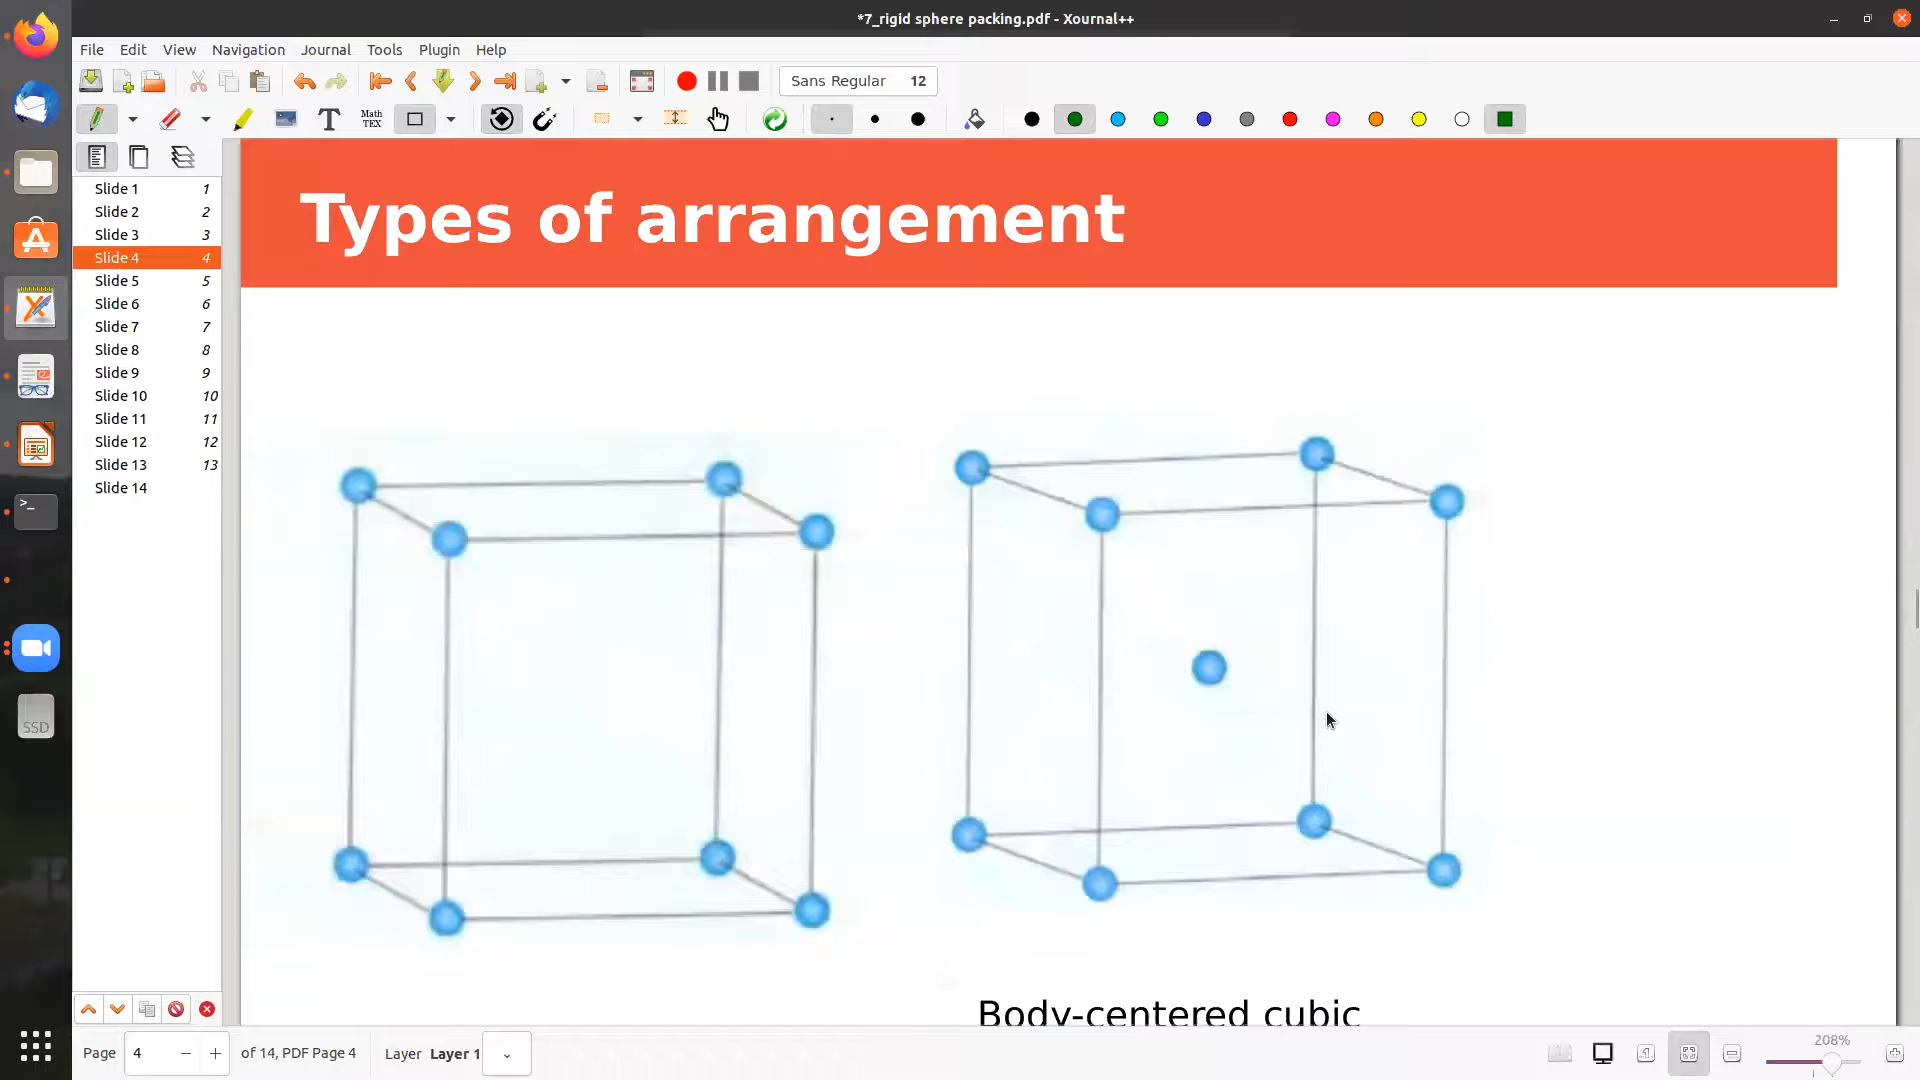 *7_rigid sphere packing.pdf - Xournal++
File Edit View Navigation Journal Tools Plugin Help
Sans Regular 12
T Math TEX
Slide 1 1
Slide 2 2
Slide 3 3
Slide 4 4
Slide 5 5
Slide 6 6
Slide 7 7
Slide 8 8
Slide 9 9
Slide 10 10
Slide 11 11
Slide 12 12
Slide 13 13
Slide 14
Types of arrangement
Body-centered cubic
>_
SSD
Page 4 − + of 14, PDF Page 4 Layer Layer 1
208%